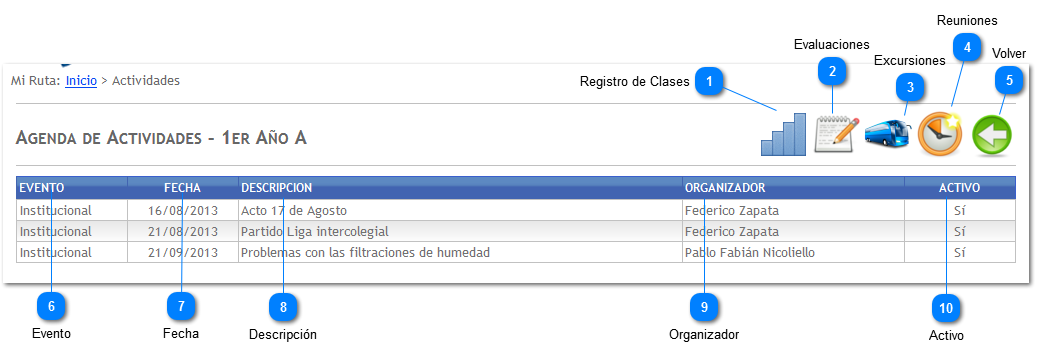 Reuniones
4
Evaluaciones
Volver
Excursiones
2
5
Registro de Clases
1
3
Mi Ruta: Inicio > Actividades
AGENDA DE ACTIVIDADES - 1ER AÑO A
EVENTO FECHA DESCRIPCION ORGANIZADOR ACTIVO
Institucional 16/08/2013 Acto 17 de Agosto Federico Zapata Sí
Institucional 21/08/2013 Partido Liga intercolegial Federico Zapata Sí
Institucional 21/09/2013 Problemas con las filtraciones de humedad Pablo Fabián Nicoliello Sí
6 7 8 9 10
Evento Fecha Descripción Organizador Activo